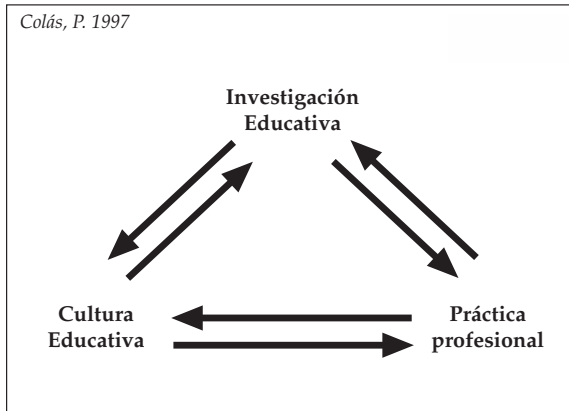 Colás, P. 1997
Investigación
Educativa
Cultura
Educativa
Práctica
profesional